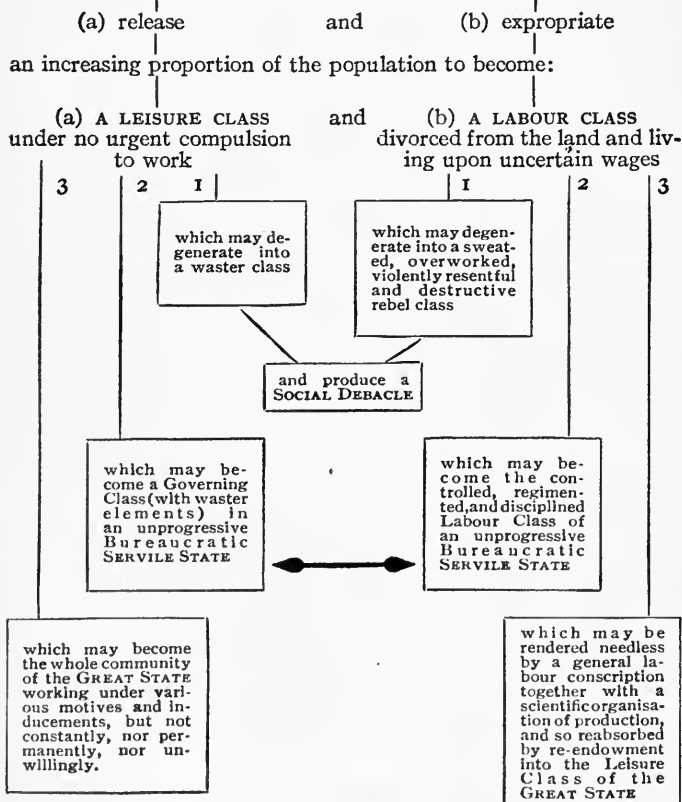 (a) release and (b) expropriate
an increasing proportion of the population to become:
(a) A LEISURE CLASS
under no urgent compulsion
to work
and
(b) A LABOUR CLASS
divorced from the land and liv-
ing upon uncertain wages
3 2 1
1 2 3
which may de-
generate into
a waster class
which may degen-
erate into a sweat-
ed, overworked,
violently resentful
and destructive
rebel class
and produce a
SOCIAL DEBACLE
which may be-
come a Governing
Class (with waster
elements) in
an unprogressive
Bureaucratic
SERVILE STATE
which may be-
come the con-
trolled, regimen-
ted, and disciplined
Labour Class of
an unprogressive
Bureaucratic
SERVILE STATE
which may become
the whole community
of the GREAT STATE
working under vari-
ous motives and in-
ducements, but not
constantly, nor per-
manently, nor un-
willingly.
which may be
rendered needless
by a general la-
bour conscription
together with a
scientific organisa-
tion of production,
and so reabsorbed
by re-endowment
into the Leisure
Class of the
GREAT STATE